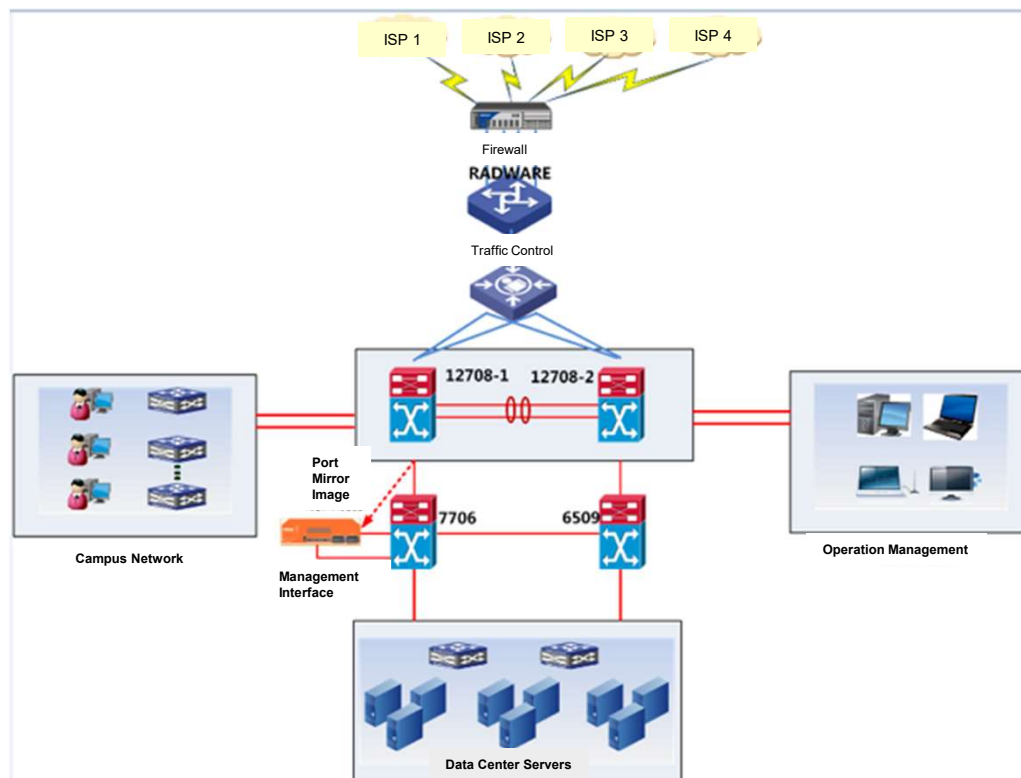 ISP 1
ISP 2
ISP 3
ISP 4
Firewall
RADWARE
Traffic Control
12708-1
12708-2
Port
Mirror
Image
7706
6509
Campus Network
Management
Interface
Operation Management
Data Center Servers